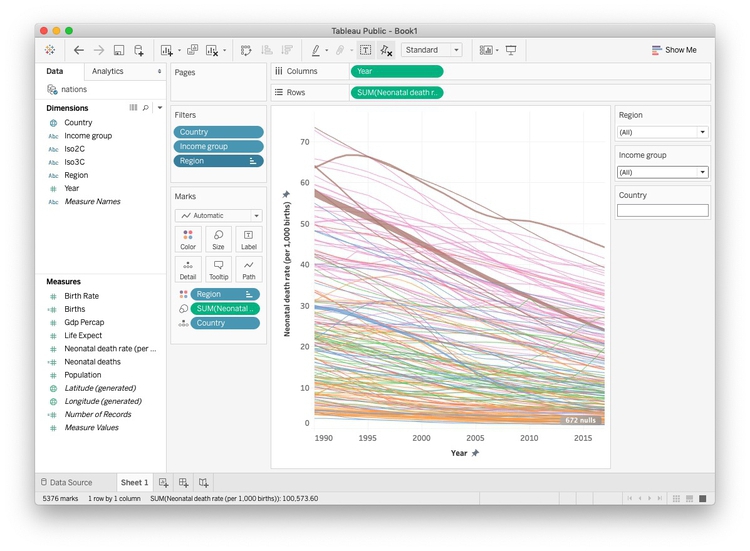 Tableau Public - Book1
Standard
Show Me
Data
Analytics
nations
Dimensions
Country
Abc Income group
Abc Iso2C
Abc Iso3C
Abc Region
Year
Abc Measure Names
Measures
Birth Rate
Births
Gdp Percap
Life Expect
Neonatal death rate (per ...
Neonatal deaths
Population
Latitude (generated)
Longitude (generated)
Number of Records
Measure Values
Pages
Filters
Country
Income group
Region
Marks
Automatic
Color
Size
Label
Detail
Tooltip
Path
Region
SUM(Neonatal ..
Country
Columns
Year
Rows
SUM(Neonatal death r..
Neonatal death rate (per 1,000 births)
70
60
50
40
30
20
10
0
672 nulls
1990
1995
2000
2005
2010
2015
Year
Region
(All)
Income group
(All)
Country
Data Source
Sheet 1
5376 marks
1 row by 1 column
SUM(Neonatal death rate (per 1,000 births)): 100,573.60